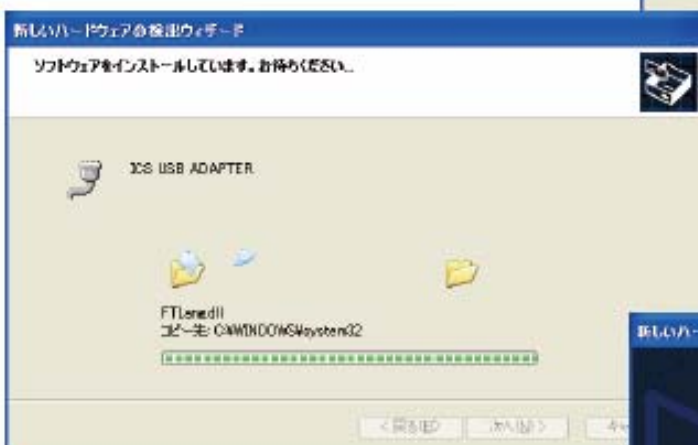 新しいハードウェアの検出ウィザード
ソフトウェアをインストールしています。お待ちください...
ICS USB ADAPTER
FTLang.dll
コピー先: C:¥WINDOWS¥system32
新しいハー
< 戻る(B)
次へ(N) >
キャ